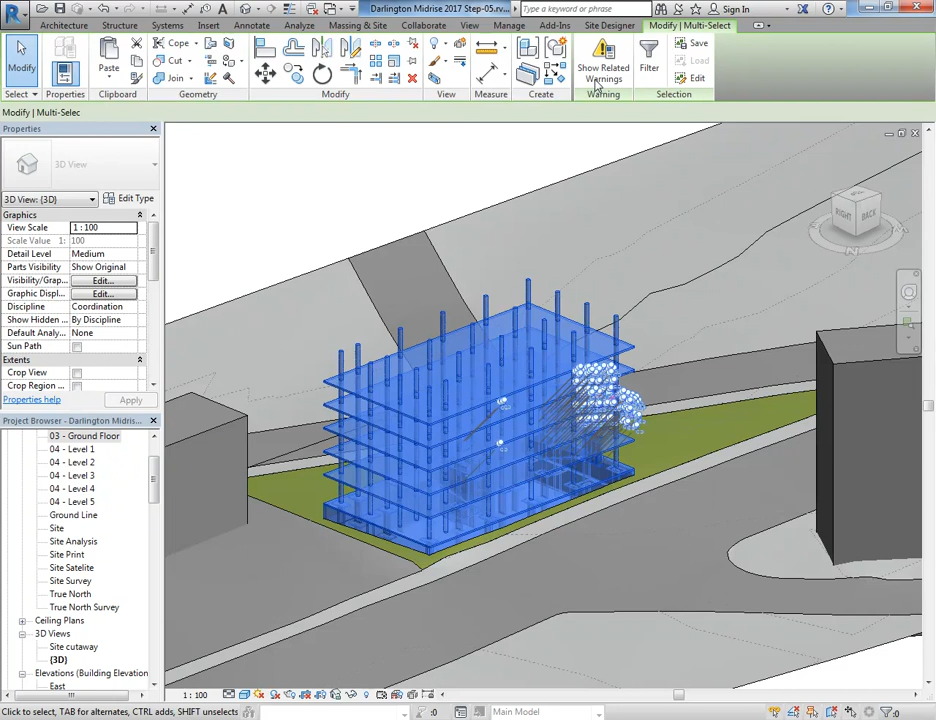 Darlington Midrise 2017 Step-05.rv...
Type a keyword or phrase
Sign In
Architecture Structure Systems Insert Annotate Analyze Massing & Site Collaborate View Manage Add-Ins Site Designer Modify | Multi-Select
Modify
Paste
Cope
Cut
Join
Show Related
Warnings
Filter
Save
Load
Edit
Select Properties Clipboard Geometry Modify View Measure Create Warning Selection
Modify | Multi-Selec
Properties
3D View
3D View: {3D}
Edit Type
Graphics
View Scale 1 : 100
Scale Value 1: 100
Detail Level Medium
Parts Visibility Show Original
Visibility/Grap... Edit...
Graphic Displ... Edit...
Discipline Coordination
Show Hidden ... By Discipline
Default Analy... None
Sun Path
Extents
Crop View
Crop Region ...
Properties help
Apply
Project Browser - Darlington Midris...
03 - Ground Floor
04 - Level 1
04 - Level 2
04 - Level 3
04 - Level 4
04 - Level 5
Ground Line
Site
Site Analysis
Site Print
Site Satelite
Site Survey
True North
True North Survey
Ceiling Plans
3D Views
Site cutaway
{3D}
Elevations (Building Elevation
East
RIGHT
BACK
1 : 100
Click to select, TAB for alternates, CTRL adds, SHIFT unselects
:0
Main Model
:0